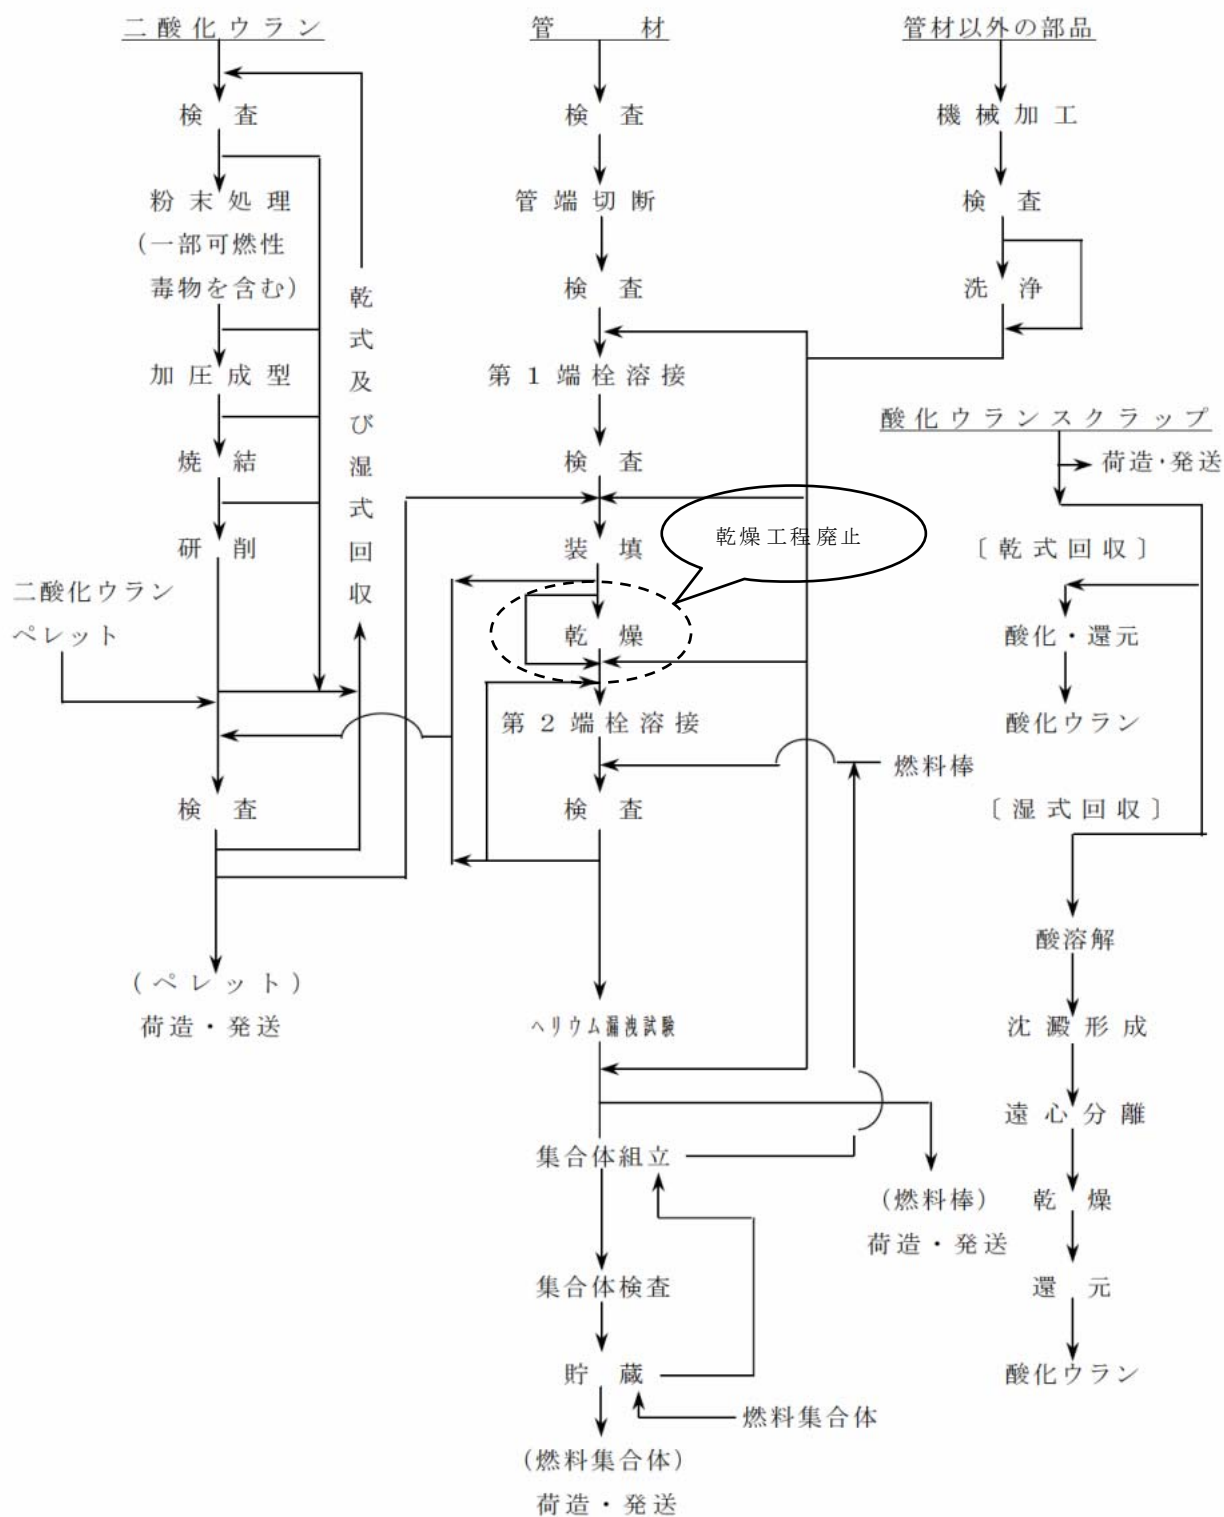 二酸化ウラン
検査
粉末処理
(一部可燃性
毒物を含む)
加圧成型
焼結
研削
二酸化ウラン
ペレット
検査
(ペレット)
荷造・発送
乾式及び湿式回収
管材
検査
管端切断
検査
第1端栓溶接
検査
装填
乾燥工程廃止
乾燥
第2端栓溶接
燃料棒
検査
ヘリウム漏洩試験
集合体組立
(燃料棒)
荷造・発送
集合体検査
貯蔵
燃料集合体
(燃料集合体)
荷造・発送
管材以外の部品
機械加工
検査
洗浄
酸化ウランスクラップ
荷造・発送
〔乾式回収〕
酸化・還元
酸化ウラン
〔湿式回収〕
酸溶解
沈澱形成
遠心分離
乾燥
還元
酸化ウラン